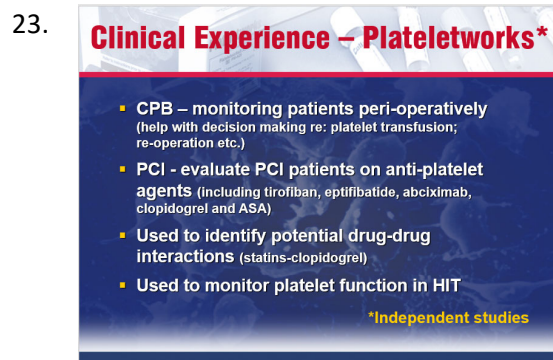 23.
Clinical Experience – Plateletworks*
▪ CPB – monitoring patients peri-operatively
(help with decision making re: platelet transfusion;
re-operation etc.)
▪ PCI - evaluate PCI patients on anti-platelet
agents (including tirofiban, eptifibatide, abciximab,
clopidogrel and ASA)
▪ Used to identify potential drug-drug
interactions (statins-clopidogrel)
▪ Used to monitor platelet function in HIT
*Independent studies